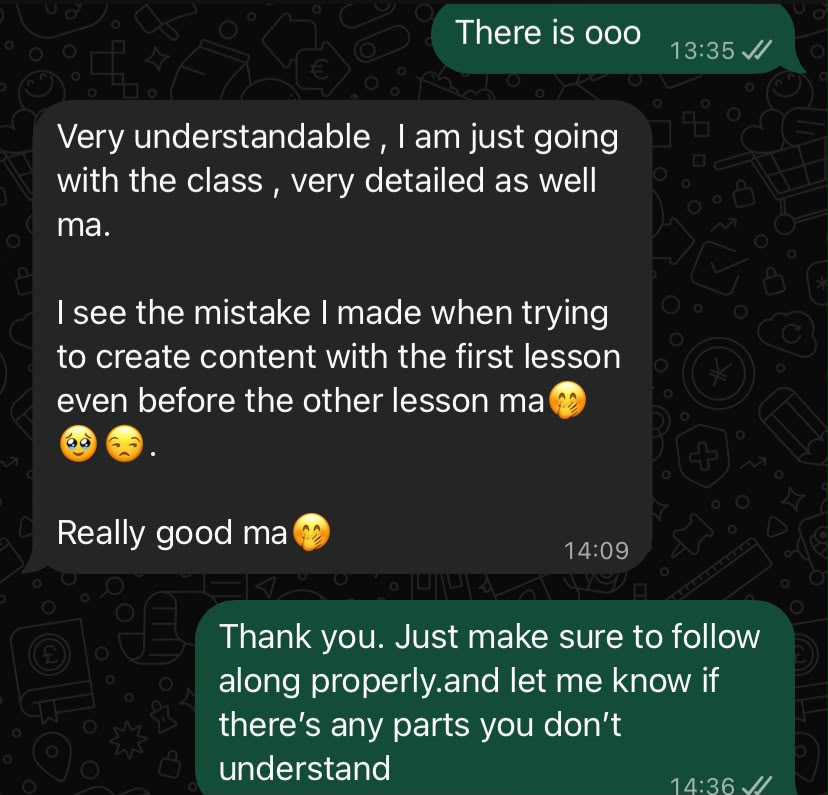 There is ooo
13:35
Very understandable , I am just going
with the class , very detailed as well
ma.
I see the mistake I made when trying
to create content with the first lesson
even before the other lesson ma🤭
🥹😒.
Really good ma🤭
14:09
Thank you. Just make sure to follow
along properly.and let me know if
there’s any parts you don’t
understand
14:36